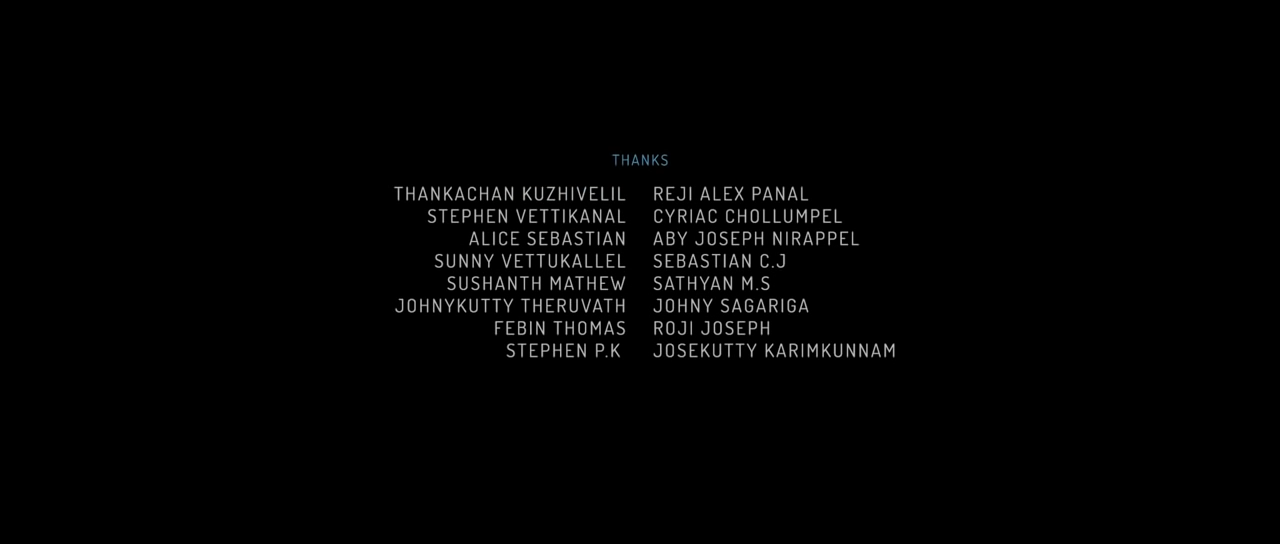 THANKS
THANKACHAN KUZHIVELIL REJI ALEX PANAL
STEPHEN VETTIKANAL CYRIAC CHOLLUMPEL
ALICE SEBASTIAN ABY JOSEPH NIRAPPEL
SUNNY VETTUKALLEL SEBASTIAN C.J
SUSHANTH MATHEW SATHYAN M.S
JOHNYKUTTY THERUVATH JOHNY SAGARIGA
FEBIN THOMAS ROJI JOSEPH
STEPHEN P.K JOSEKUTTY KARIMKUNNAM